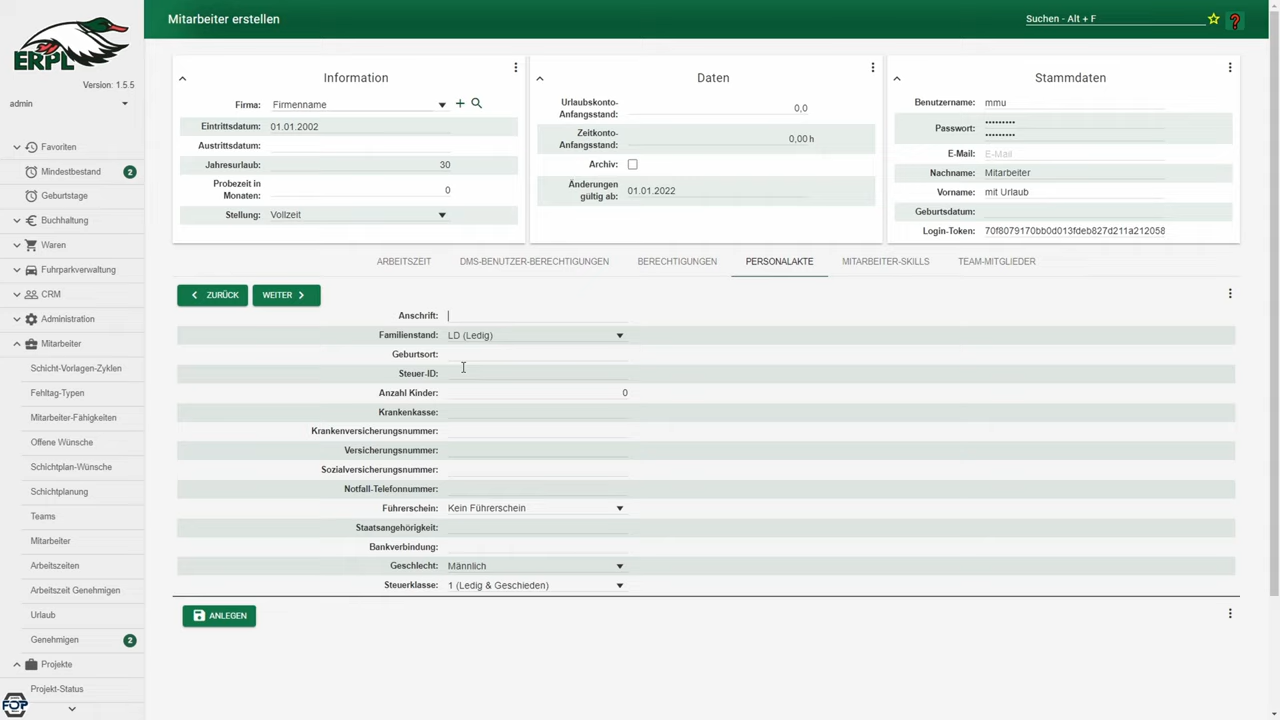 Mitarbeiter erstellen
Suchen - Alt + F
ERPL
Version: 1.5.5
admin
Favoriten
Mindestbestand 2
Geburtstage
Buchhaltung
Waren
Fuhrparkverwaltung
CRM
Administration
Mitarbeiter
Schicht-Vorlagen-Zyklen
Fehltag-Typen
Mitarbeiter-Fähigkeiten
Offene Wünsche
Schichtplan-Wünsche
Schichtplanung
Teams
Mitarbeiter
Arbeitszeiten
Arbeitszeit Genehmigen
Urlaub
Genehmigen 2
Projekte
Projekt-Status
FOP
Information
Firma: Firmenname
Eintrittsdatum: 01.01.2002
Austrittsdatum:
Jahresurlaub: 30
Probezeit in
Monaten: 0
Stellung: Vollzeit
Daten
Urlaubskonto-
Anfangsstand: 0,0
Zeitkonto-
Anfangsstand: 0,00 h
Archiv:
Änderungen
gültig ab: 01.01.2022
Stammdaten
Benutzername: mmu
Passwort: •••••••••
•••••••••
E-Mail: E-Mail
Nachname: Mitarbeiter
Vorname: mit Urlaub
Geburtsdatum:
Login-Token: 70f8079170bb0d013fdeb827d211a212058
ARBEITSZEIT DMS-BENUTZER-BERECHTIGUNGEN BERECHTIGUNGEN PERSONALAKTE MITARBEITER-SKILLS TEAM-MITGLIEDER
ZURÜCK WEITER
Anschrift:
Familienstand: LD (Ledig)
Geburtsort:
Steuer-ID:
Anzahl Kinder: 0
Krankenkasse:
Krankenversicherungsnummer:
Versicherungsnummer:
Sozialversicherungsnummer:
Notfall-Telefonnummer:
Führerschein: Kein Führerschein
Staatsangehörigkeit:
Bankverbindung:
Geschlecht: Männlich
Steuerklasse: 1 (Ledig & Geschieden)
ANLEGEN